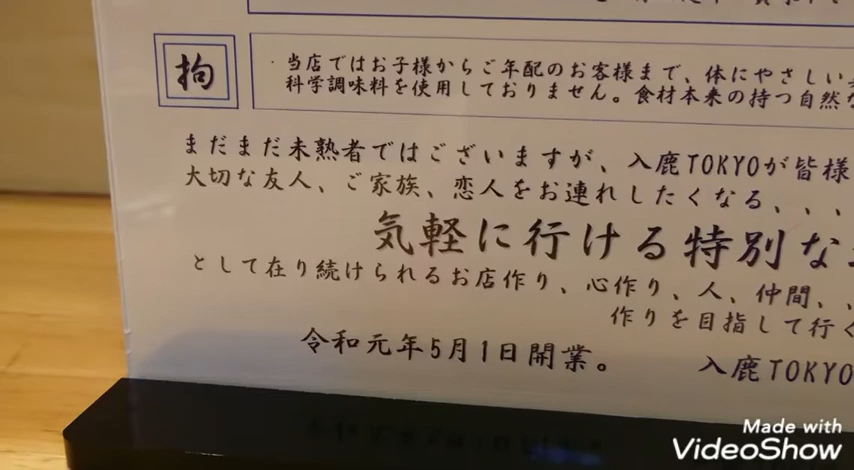 拘
当店ではお子様からご年配のお客様まで、体にやさしい
科学調味料を使用しておりません。食材本来の持つ自然な
まだまだ未熟者ではございますが、入鹿TOKYOが皆様
大切な友人、ご家族、恋人をお連れしたくなる、、、
気軽に行ける特別な
として在り続けられるお店作り、心作り、人、仲間、、
作りを目指して行く
令和元年5月1日開業。
入鹿TOKYO
Made with
VideoShow